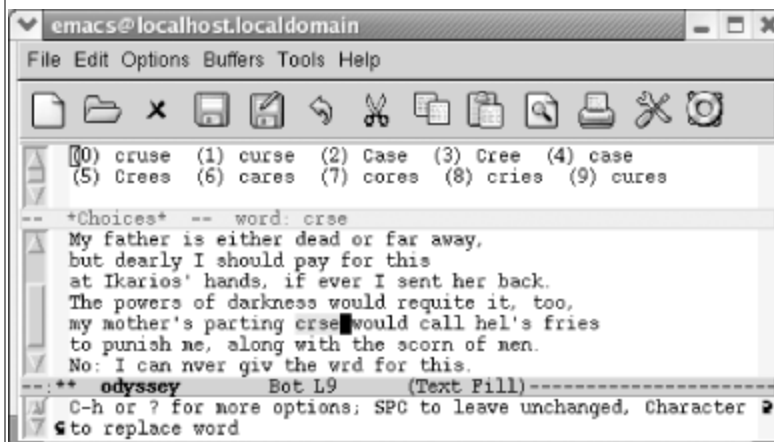 emacs@localhost.localdomain
File Edit Options Buffers Tools Help
(0) cruse (1) curse (2) Case (3) Cree (4) case
(5) Crees (6) cares (7) cores (8) cries (9) cures
-- *Choices* -- word: crse
My father is either dead or far away,
but dearly I should pay for this
at Ikarios' hands, if ever I sent her back.
The powers of darkness would requite it, too,
my mother's parting crse would call hel's fries
to punish me, along with the scorn of men.
No: I can nver giv the wrd for this.
--:** odyssey Bot L9 (Text Fill)-----------------------
C-h or ? for more options; SPC to leave unchanged, Character
to replace word